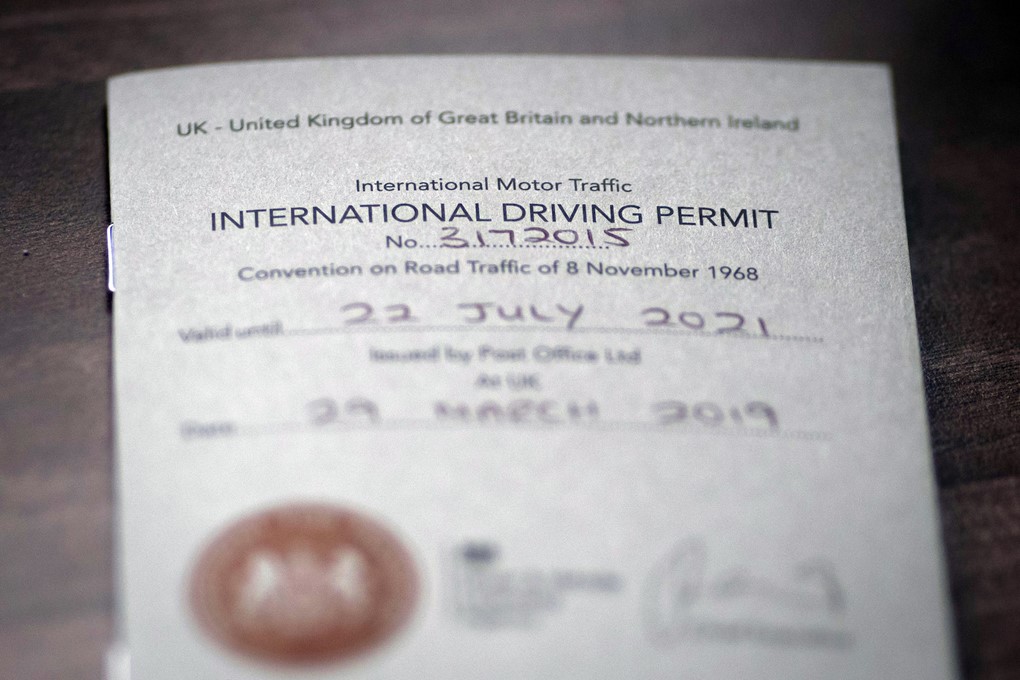 UK - United Kingdom of Great Britain and Northern Ireland
International Motor Traffic
INTERNATIONAL DRIVING PERMIT
No...3172015
Convention on Road Traffic of 8 November 1968
Valid until 22 JULY 2021
Issued by Post Office Ltd
At UK
Date 29 MARCH 2019